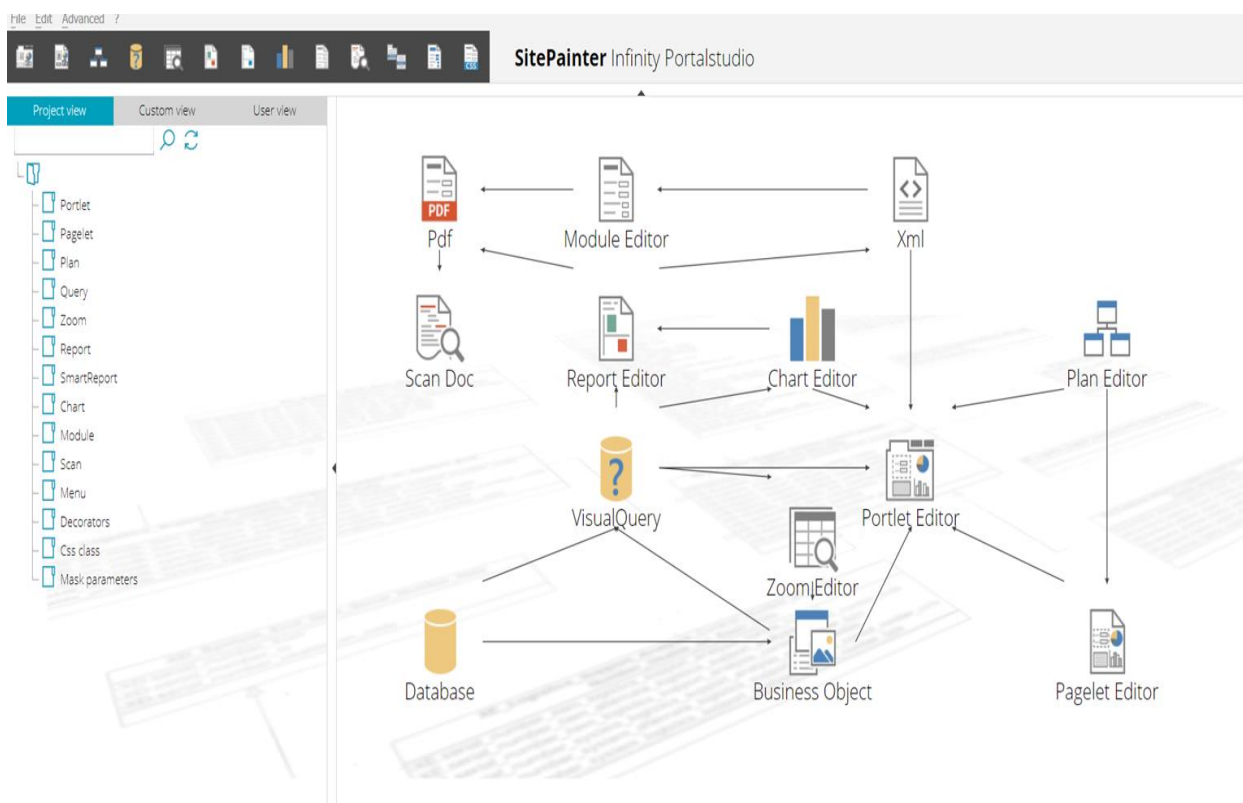 File Edit Advanced ?
SitePainter Infinity Portalstudio
Project view Custom view User view
Portlet
Pagelet
Plan
Query
Zoom
Report
SmartReport
Chart
Module
Scan
Menu
Decorators
Css class
Mask parameters
PDF
Pdf Module Editor Xml
Scan Doc Report Editor Chart Editor Plan Editor
?
VisualQuery Portlet Editor
Zoom Editor
Database Business Object Pagelet Editor